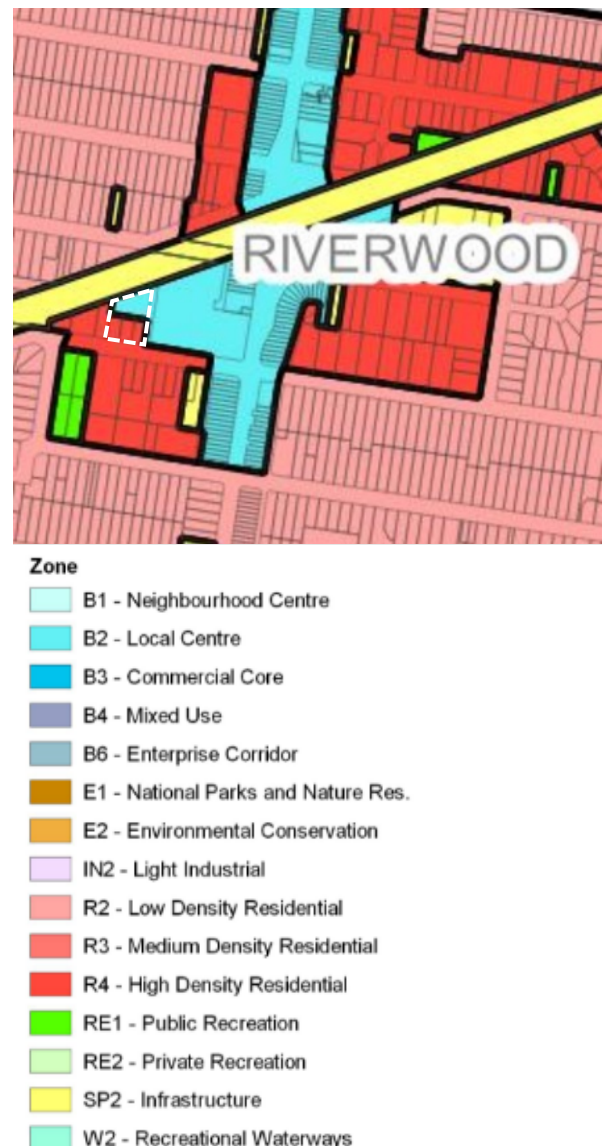 RIVERWOOD
Zone
B1 - Neighbourhood Centre
B2 - Local Centre
B3 - Commercial Core
B4 - Mixed Use
B6 - Enterprise Corridor
E1 - National Parks and Nature Res.
E2 - Environmental Conservation
IN2 - Light Industrial
R2 - Low Density Residential
R3 - Medium Density Residential
R4 - High Density Residential
RE1 - Public Recreation
RE2 - Private Recreation
SP2 - Infrastructure
W2 - Recreational Waterways